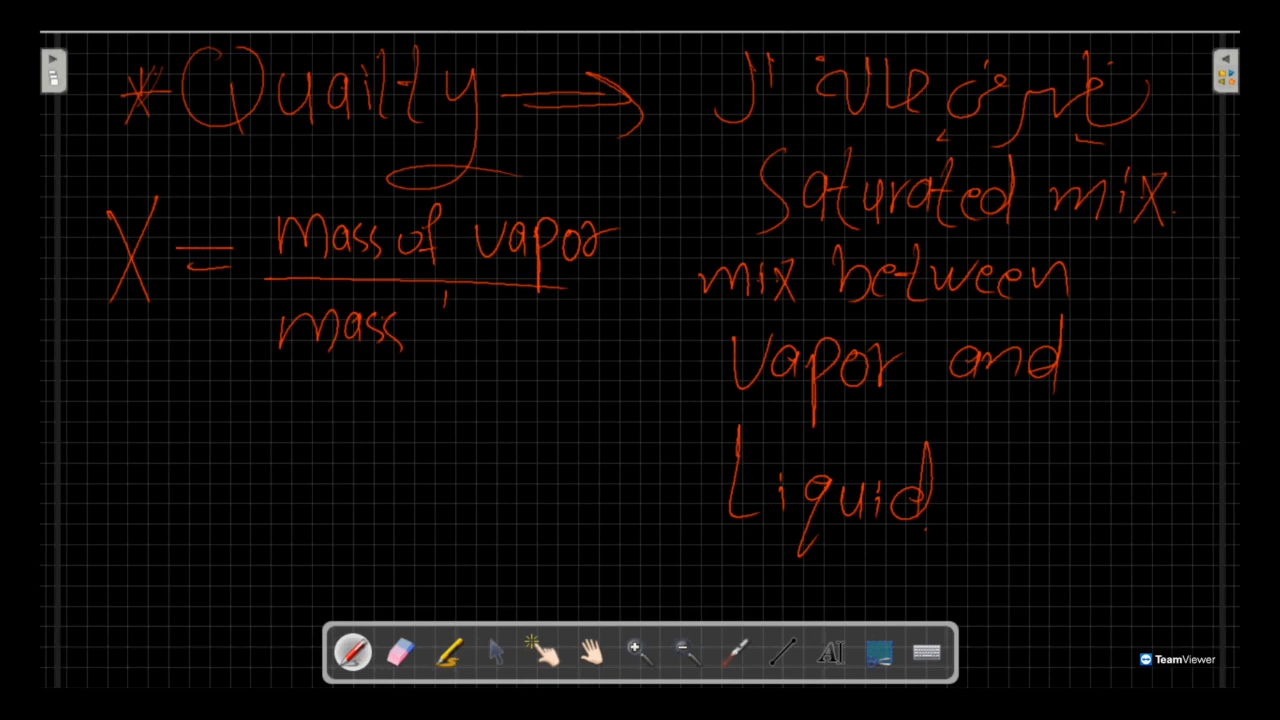 * Quality →
X = mass of vapor
mass
Saturated mix
mix between
vapor and
Liquid
TeamViewer